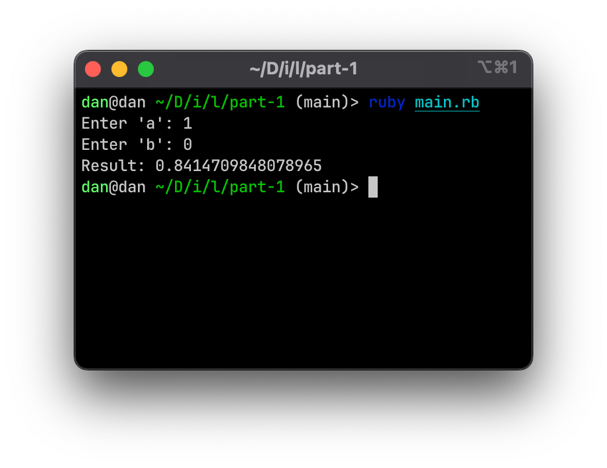 ~/D/i/l/part-1 ⌥⌘1
dan@dan ~/D/i/l/part-1 (main)> ruby main.rb
Enter 'a': 1
Enter 'b': 0
Result: 0.8414709848078965
dan@dan ~/D/i/l/part-1 (main)>